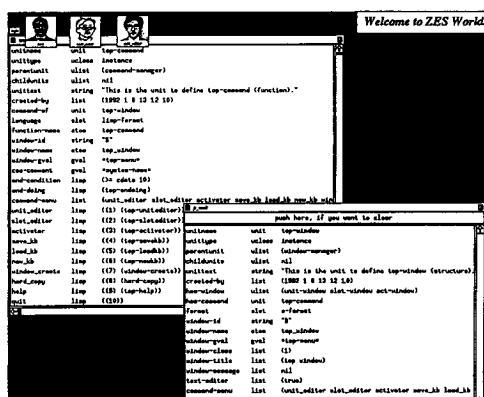 Welcome to ZES World
unitname unit top-command
unittype uclass instance
parentunit ulist (command-manager)
childunits ulist nil
unittext string "This is the unit to define top-command (function)."
created-by list (1992 1 8 13 12 10)
command-of unit top-window
language slot lisp-format
function-name atom top-command
window-id string "$"
window-name atom top_window
window-gval gval *top-menu*
com-comment gval *system-name*
end-condition lisp (>= cdata 10)
end-doing lisp (top-endoing)
command-menu list (unit_editor slot_editor activator save_kb load_kb new_kb win
unit_editor lisp ((1) (top-uniteditor))
slot_editor lisp ((2) (top-sloteditor))
activator lisp ((3) (top-activator))
save_kb lisp ((4) (top-savekb))
load_kb lisp ((5) (top-loadkb))
new_kb lisp ((6) (top-newkb))
window_create lisp ((7) (window-create))
hard_copy lisp ((8) (hard-copy))
help lisp ((9) (top-help))
quit lisp ((10))
push here, if you want to clear
unitname unit top-window
unittype uclass instance
parentunit ulist (window-manager)
childunits ulist nil
unittext string "This is the unit to define top-window (structure).
created-by list (1992 1 8 13 12 10)
has-window ulist (unit-window slot-window act-window)
has-command unit top-command
format slot s-format
window-id string "$"
window-name atom top_window
window-gval gval *top-menu*
window-class list (1)
window-title list (top window)
window-message list nil
text-editor list (true)
command-menu list (unit_editor slot_editor activator save_kb load_kb